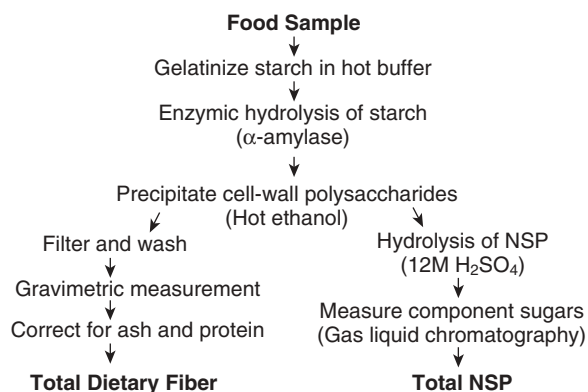 Food Sample
Gelatinize starch in hot buffer
Enzymic hydrolysis of starch
(α-amylase)
Precipitate cell-wall polysaccharides
(Hot ethanol)
Filter and wash
Gravimetric measurement
Correct for ash and protein
Total Dietary Fiber
Hydrolysis of NSP
(12M H₂SO₄)
Measure component sugars
(Gas liquid chromatography)
Total NSP